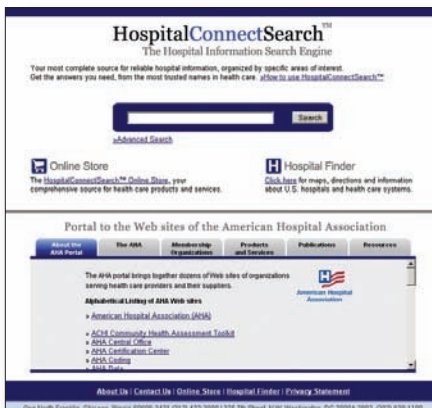 HospitalConnectSearch™
The Hospital Information Search Engine
Your most complete source for reliable hospital information, organized by specific areas of interest.
Get the answers you need, from the most trusted names in health care. »How to use HospitalConnectSearch™
Search
»Advanced Search
Online Store
The HospitalConnectSearch™ Online Store, your
comprehensive source for health care products and services.
H Hospital Finder
Click here for maps, directions and information
about U.S. hospitals and health care systems.
Portal to the Web sites of the American Hospital Association
About the
AHA Portal
The AHA
Membership
Organizations
Products
and Services
Publications
Resources
The AHA portal brings together dozens of Web sites of organizations
serving health care providers and their suppliers.
H
American Hospital
Association
Alphabetical Listing of AHA Web sites
» American Hospital Association (AHA)
» ACHI Community Health Assessment Toolkit
» AHA Central Office
» AHA Certification Center
» AHA Coding
» AHA Data
About Us | Contact Us | Online Store | Hospital Finder | Privacy Statement